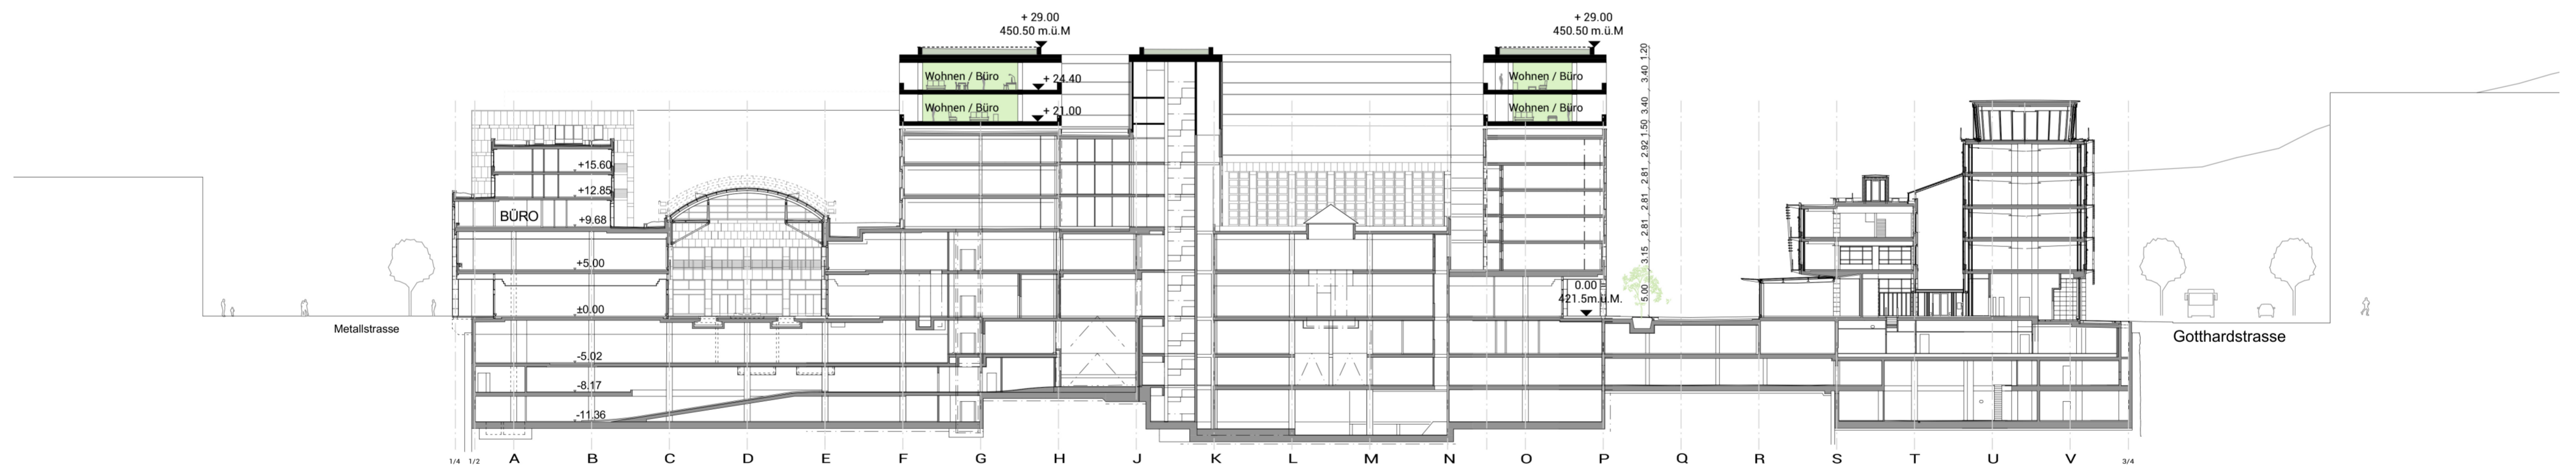 + 29.00
450.50 m.ü.M
+ 29.00
450.50 m.ü.M
Wohnen / Büro
+ 24.40
Wohnen / Büro
+ 21.00
Wohnen / Büro
Wohnen / Büro
1.20
3.40
3.40
1.50
2.92
2.81
2.81
2.81
3.15
5.00
+15.60
+12.85
BÜRO
+9.68
+5.00
±0.00
-5.02
-8.17
-11.36
0.00
421.5m.ü.M.
Metallstrasse
Gotthardstrasse
1/4 1/2 A B C D E F G H J K L M N O P Q R S T U V 3/4